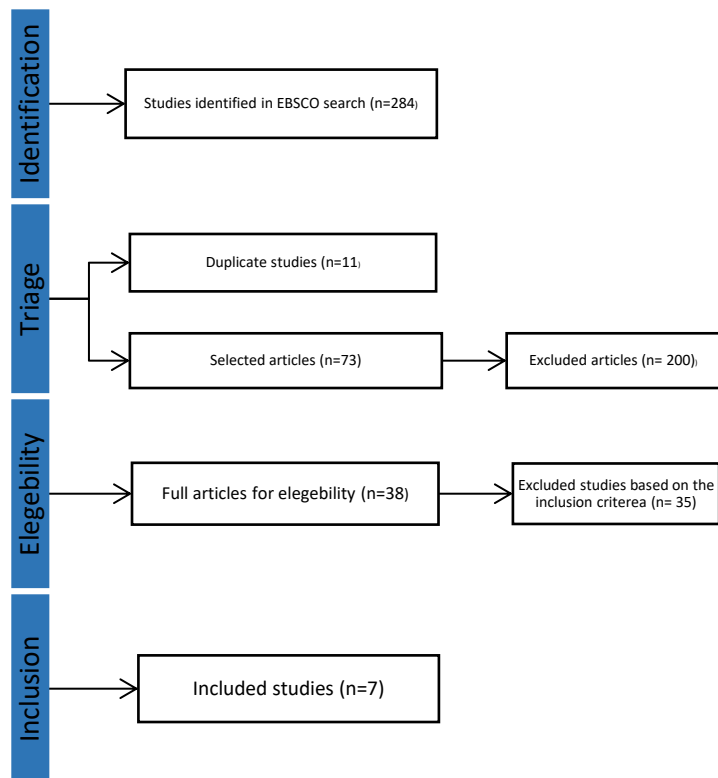 Identification
Studies identified in EBSCO search (n=284)
Triage
Duplicate studies (n=11)
Selected articles (n=73)
Excluded articles (n= 200))
Elegebility
Full articles for elegebility (n=38)
Excluded studies based on the
inclusion criterea (n= 35)
Inclusion
Included studies (n=7)